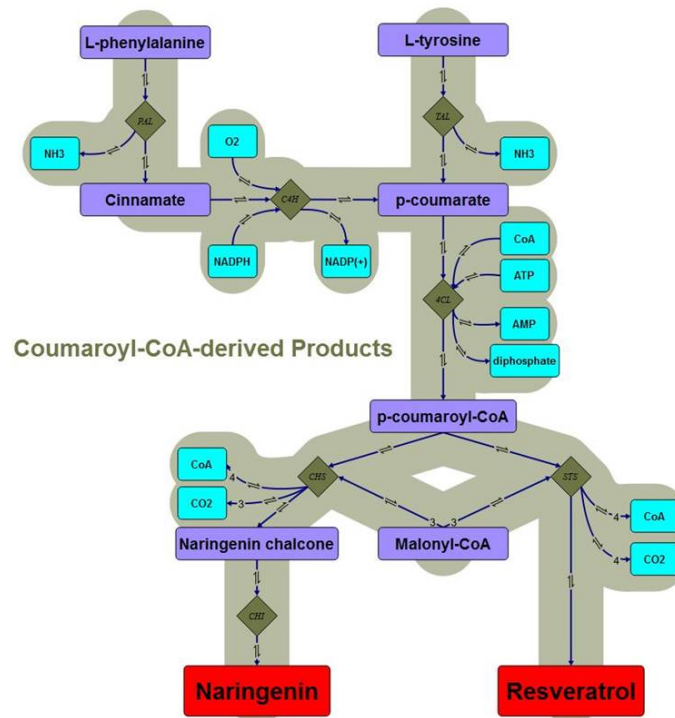 L-phenylalanine
L-tyrosine
PAL
TAL
O2
NH3
NH3
Cinnamate
C4H
p-coumarate
NADPH
NADP(+)
CoA
ATP
4CL
AMP
diphosphate
Coumaroyl-CoA-derived Products
p-coumaroyl-CoA
CoA
4
CHS
STS
CO2
3
3
3
4
CoA
Naringenin chalcone
Malonyl-CoA
4
CO2
CHI
Naringenin
Resveratrol